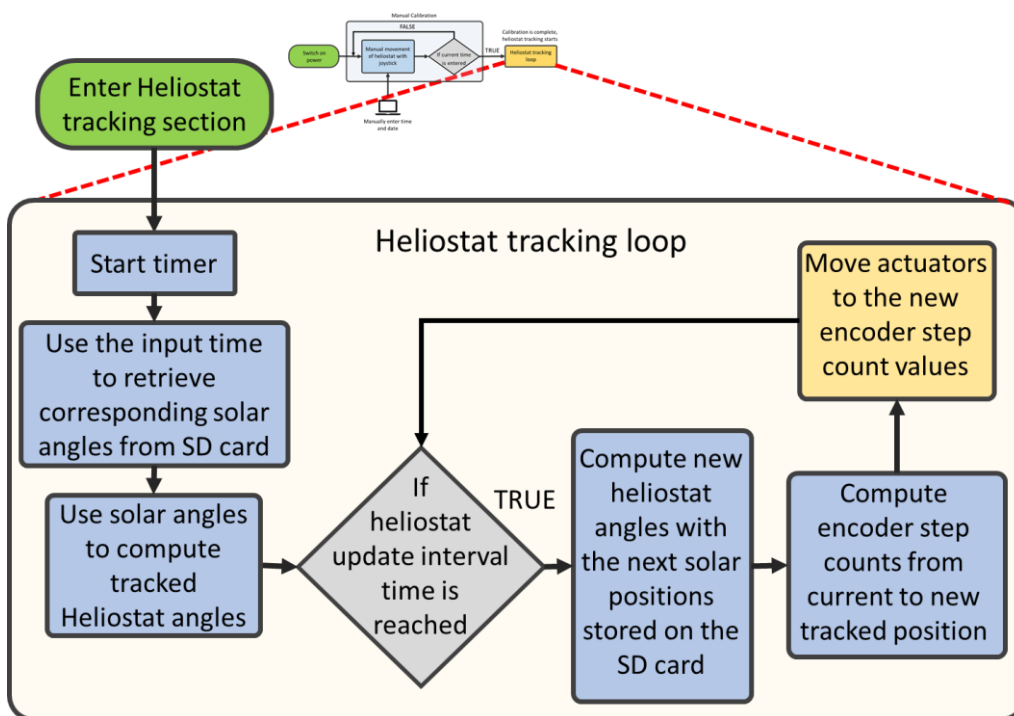 Manual Calibration
FALSE
Switch on
power
Manual movement
of heliostat with
joystick
If current time
is entered
TRUE
Calibration is complete,
heliostat tracking starts
Heliostat tracking
loop
Manually enter time
and date
Enter Heliostat
tracking section
Heliostat tracking loop
Start timer
Use the input time
to retrieve
corresponding solar
angles from SD card
Use solar angles
to compute
tracked
Heliostat angles
If
heliostat
update interval
time is
reached
TRUE
Compute new
heliostat
angles with
the next solar
positions
stored on the
SD card
Compute
encoder step
counts from
current to new
tracked position
Move actuators
to the new
encoder step
count values